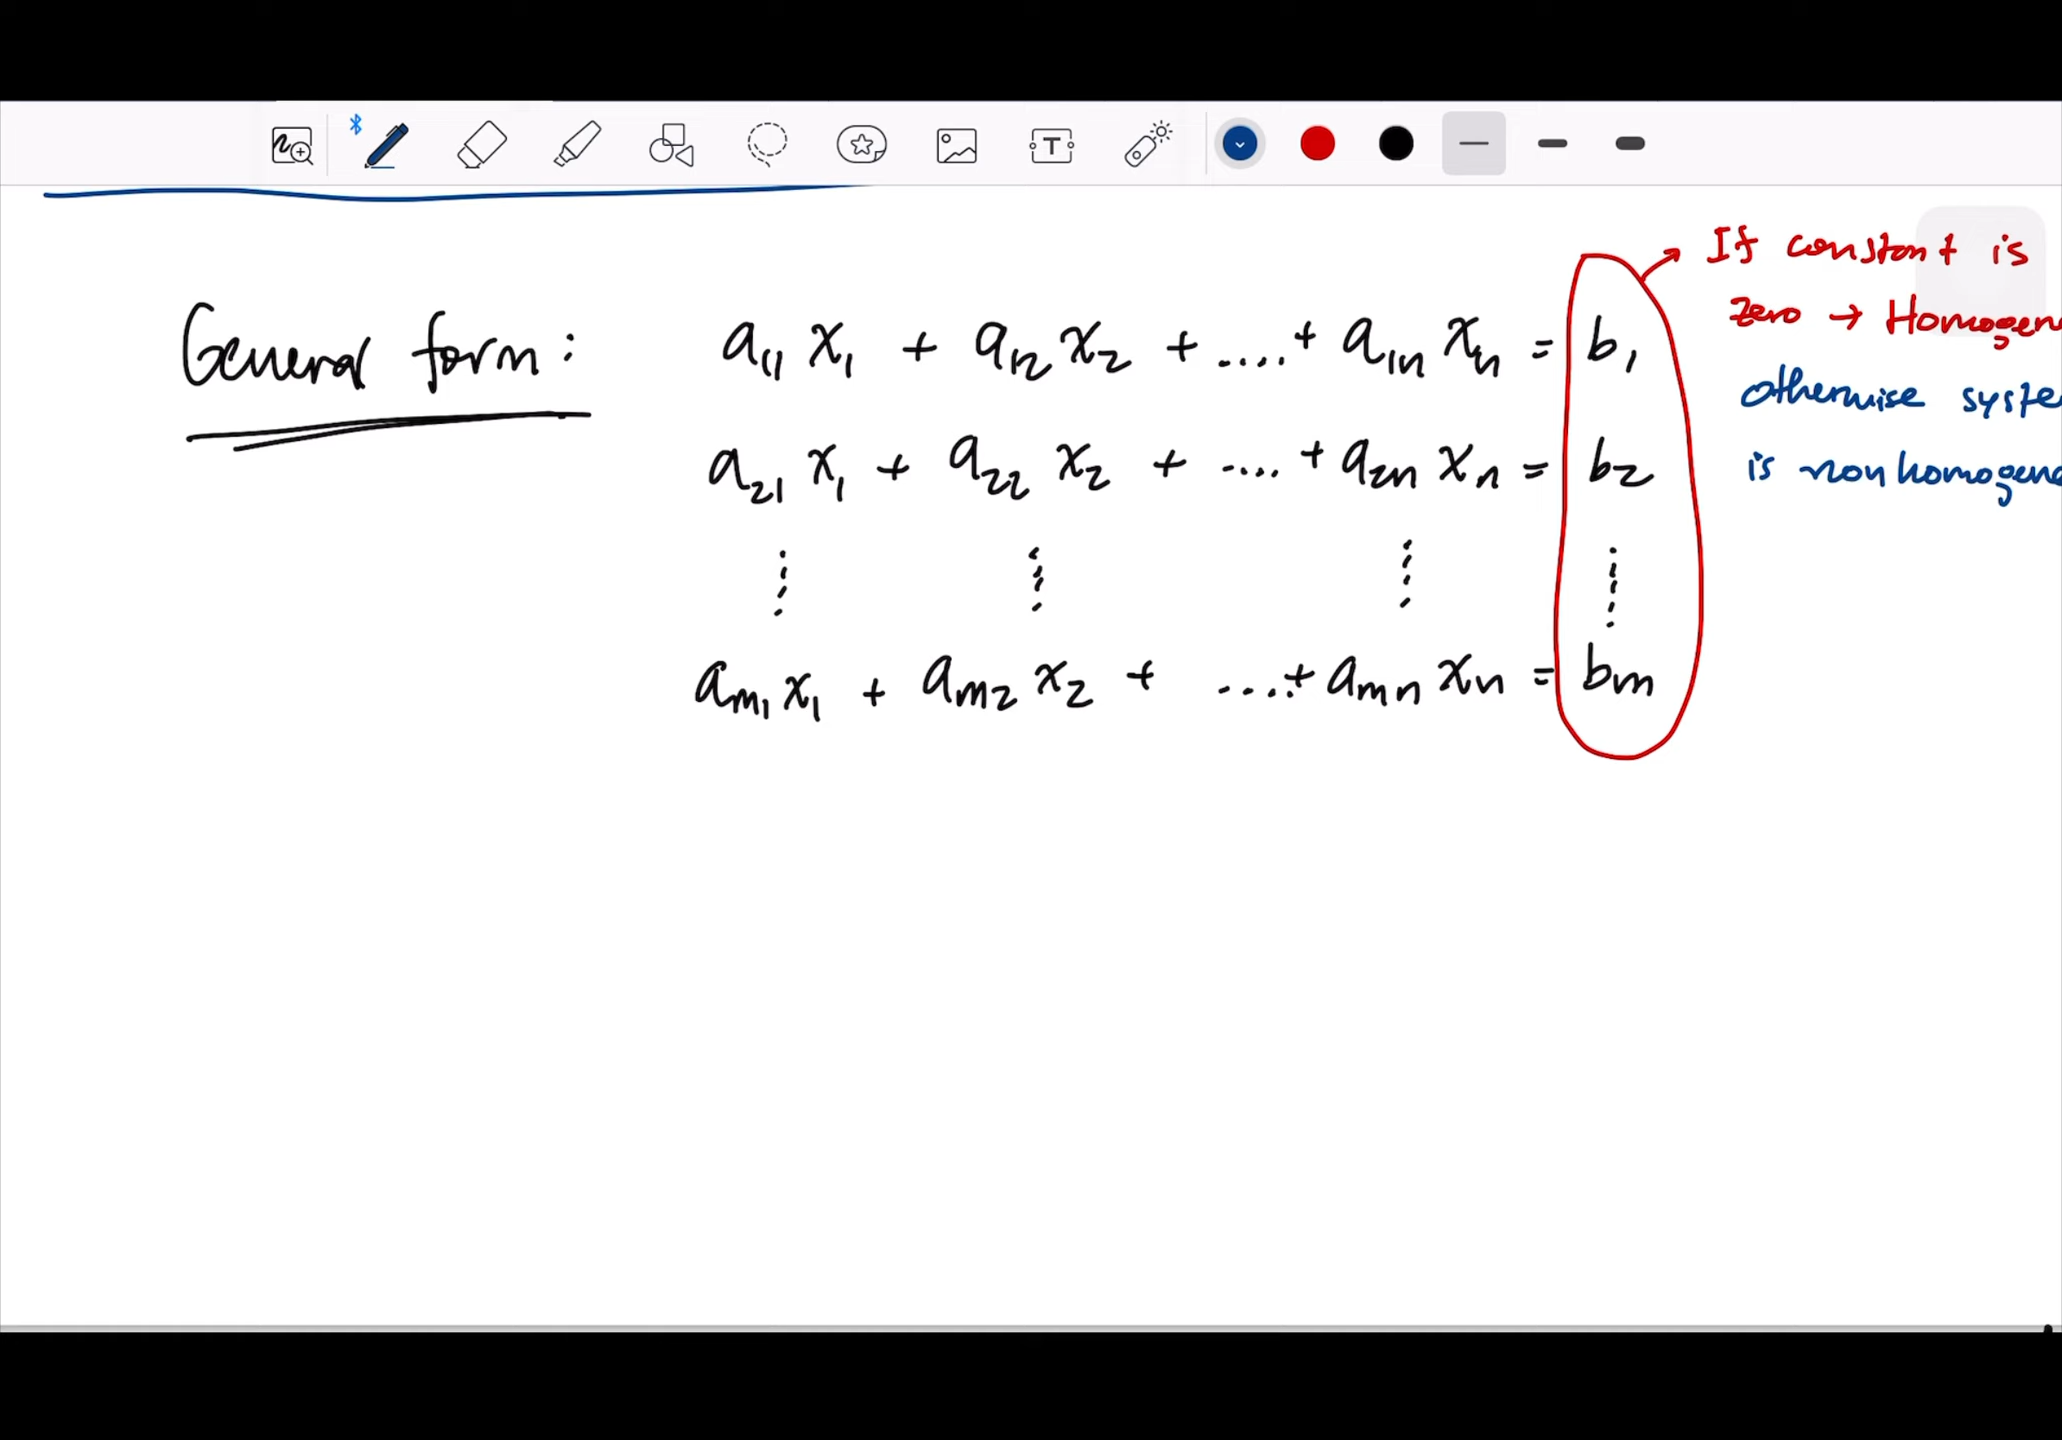 If constant is
General form: a₁₁ x₁ + a₁₂ x₂ + ....+ a₁ₙ xₙ = b₁
zero → Homogen
otherwise syste
a₂₁ x₁ + a₂₂ x₂ + ....+ a₂ₙ xₙ = b₂
is nonhomogene
⋮ ⋮ ⋮ ⋮
aₘ₁ x₁ + aₘ₂ x₂ + ....+ aₘₙ xₙ = bₘ